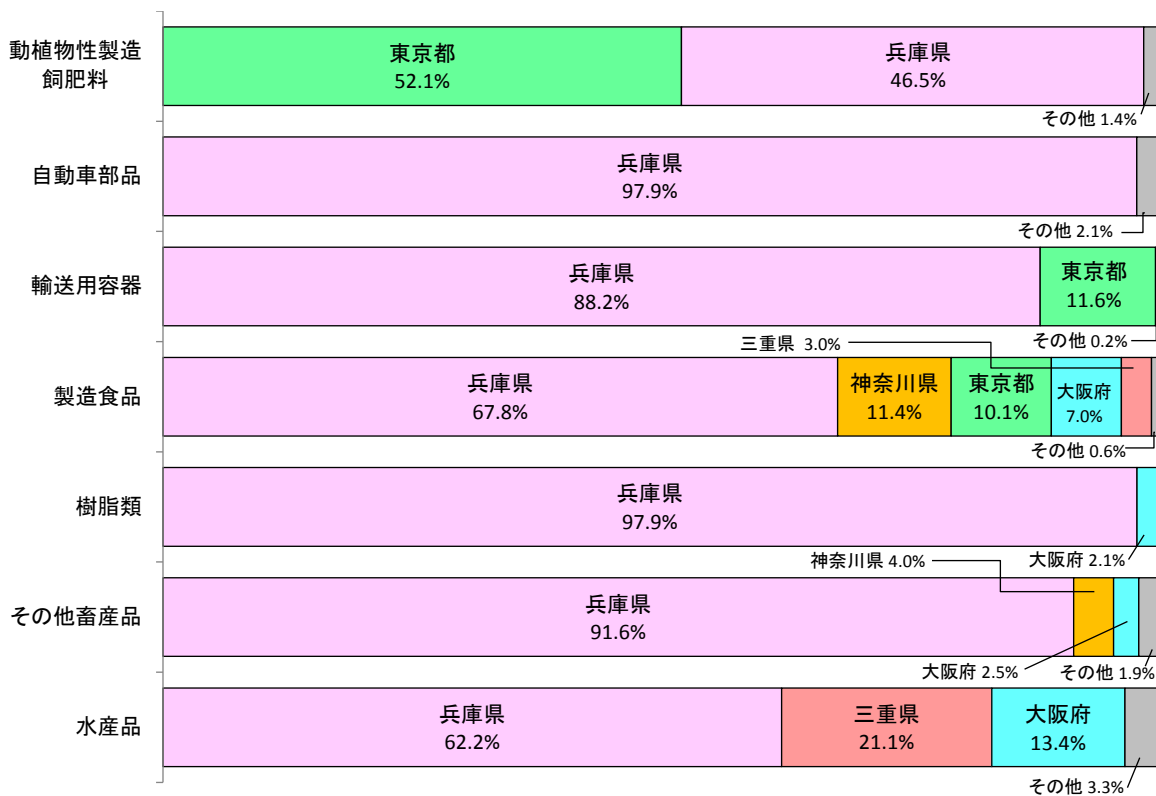 動植物性製造
飼肥料
東京都
52.1%
兵庫県
46.5%
その他 1.4%
自動車部品
兵庫県
97.9%
その他 2.1%
輸送用容器
兵庫県
88.2%
東京都
11.6%
その他 0.2%
三重県 3.0%
製造食品
兵庫県
67.8%
神奈川県
11.4%
東京都
10.1%
大阪府
7.0%
その他 0.6%
樹脂類
兵庫県
97.9%
大阪府 2.1%
神奈川県 4.0%
その他畜産品
兵庫県
91.6%
大阪府 2.5%
その他 1.9%
水産品
兵庫県
62.2%
三重県
21.1%
大阪府
13.4%
その他 3.3%